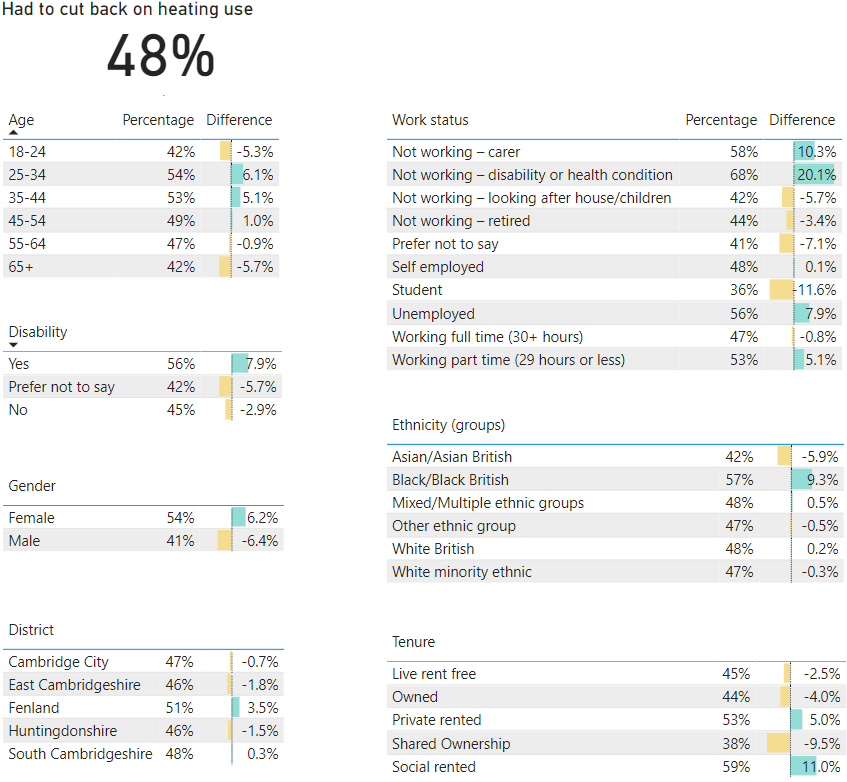 Had to cut back on heating use
48%
Age Percentage Difference
18-24 42% -5.3%
25-34 54% 6.1%
35-44 53% 5.1%
45-54 49% 1.0%
55-64 47% -0.9%
65+ 42% -5.7%
Disability
Yes 56% 7.9%
Prefer not to say 42% -5.7%
No 45% -2.9%
Gender
Female 54% 6.2%
Male 41% -6.4%
District
Cambridge City 47% -0.7%
East Cambridgeshire 46% -1.8%
Fenland 51% 3.5%
Huntingdonshire 46% -1.5%
South Cambridgeshire 48% 0.3%
Work status Percentage Difference
Not working – carer 58% 10.3%
Not working – disability or health condition 68% 20.1%
Not working – looking after house/children 42% -5.7%
Not working – retired 44% -3.4%
Prefer not to say 41% -7.1%
Self employed 48% 0.1%
Student 36% -11.6%
Unemployed 56% 7.9%
Working full time (30+ hours) 47% -0.8%
Working part time (29 hours or less) 53% 5.1%
Ethnicity (groups)
Asian/Asian British 42% -5.9%
Black/Black British 57% 9.3%
Mixed/Multiple ethnic groups 48% 0.5%
Other ethnic group 47% -0.5%
White British 48% 0.2%
White minority ethnic 47% -0.3%
Tenure
Live rent free 45% -2.5%
Owned 44% -4.0%
Private rented 53% 5.0%
Shared Ownership 38% -9.5%
Social rented 59% 11.0%